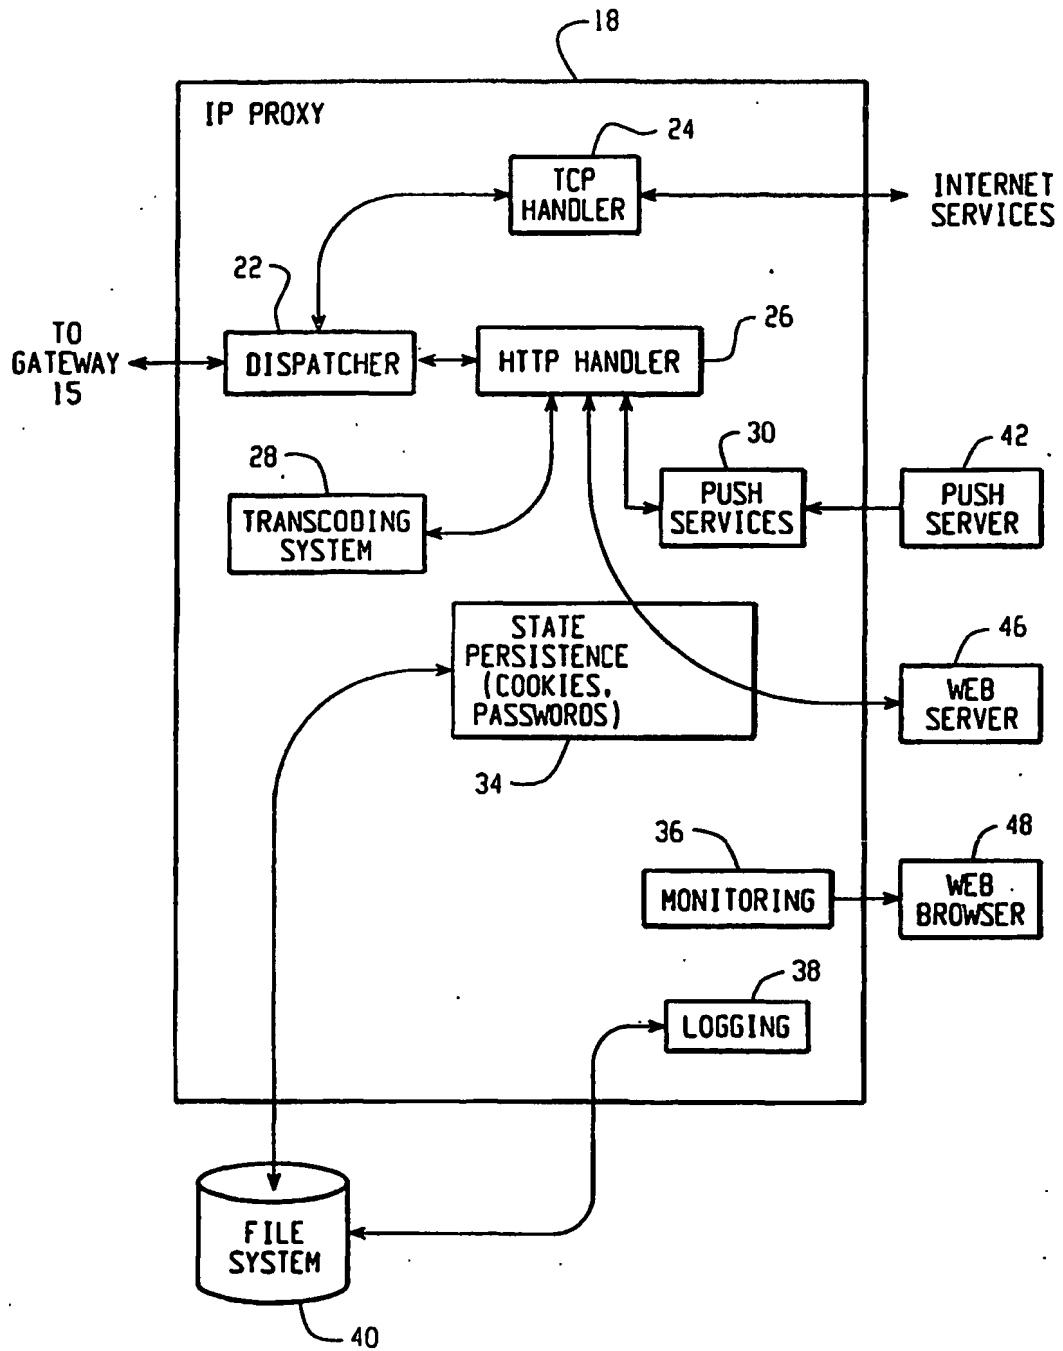 18
IP PROXY
24
TCP
HANDLER
INTERNET
SERVICES
22
TO
GATEWAY
15
DISPATCHER
HTTP HANDLER
26
28
TRANSCODING
SYSTEM
30
PUSH
SERVICES
42
PUSH
SERVER
STATE
PERSISTENCE
(COOKIES,
PASSWORDS)
34
46
WEB
SERVER
36
MONITORING
48
WEB
BROWSER
38
LOGGING
FILE
SYSTEM
40